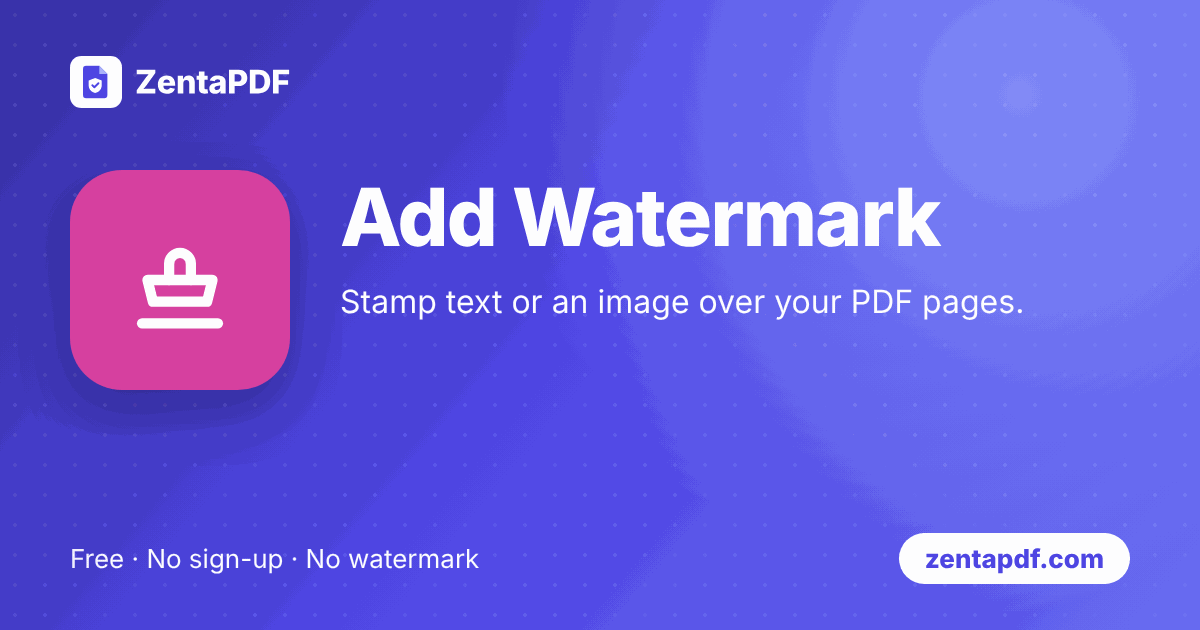 ZentaPDF
Add Watermark
Stamp text or an image over your PDF pages.
Free · No sign-up · No watermark
zentapdf.com